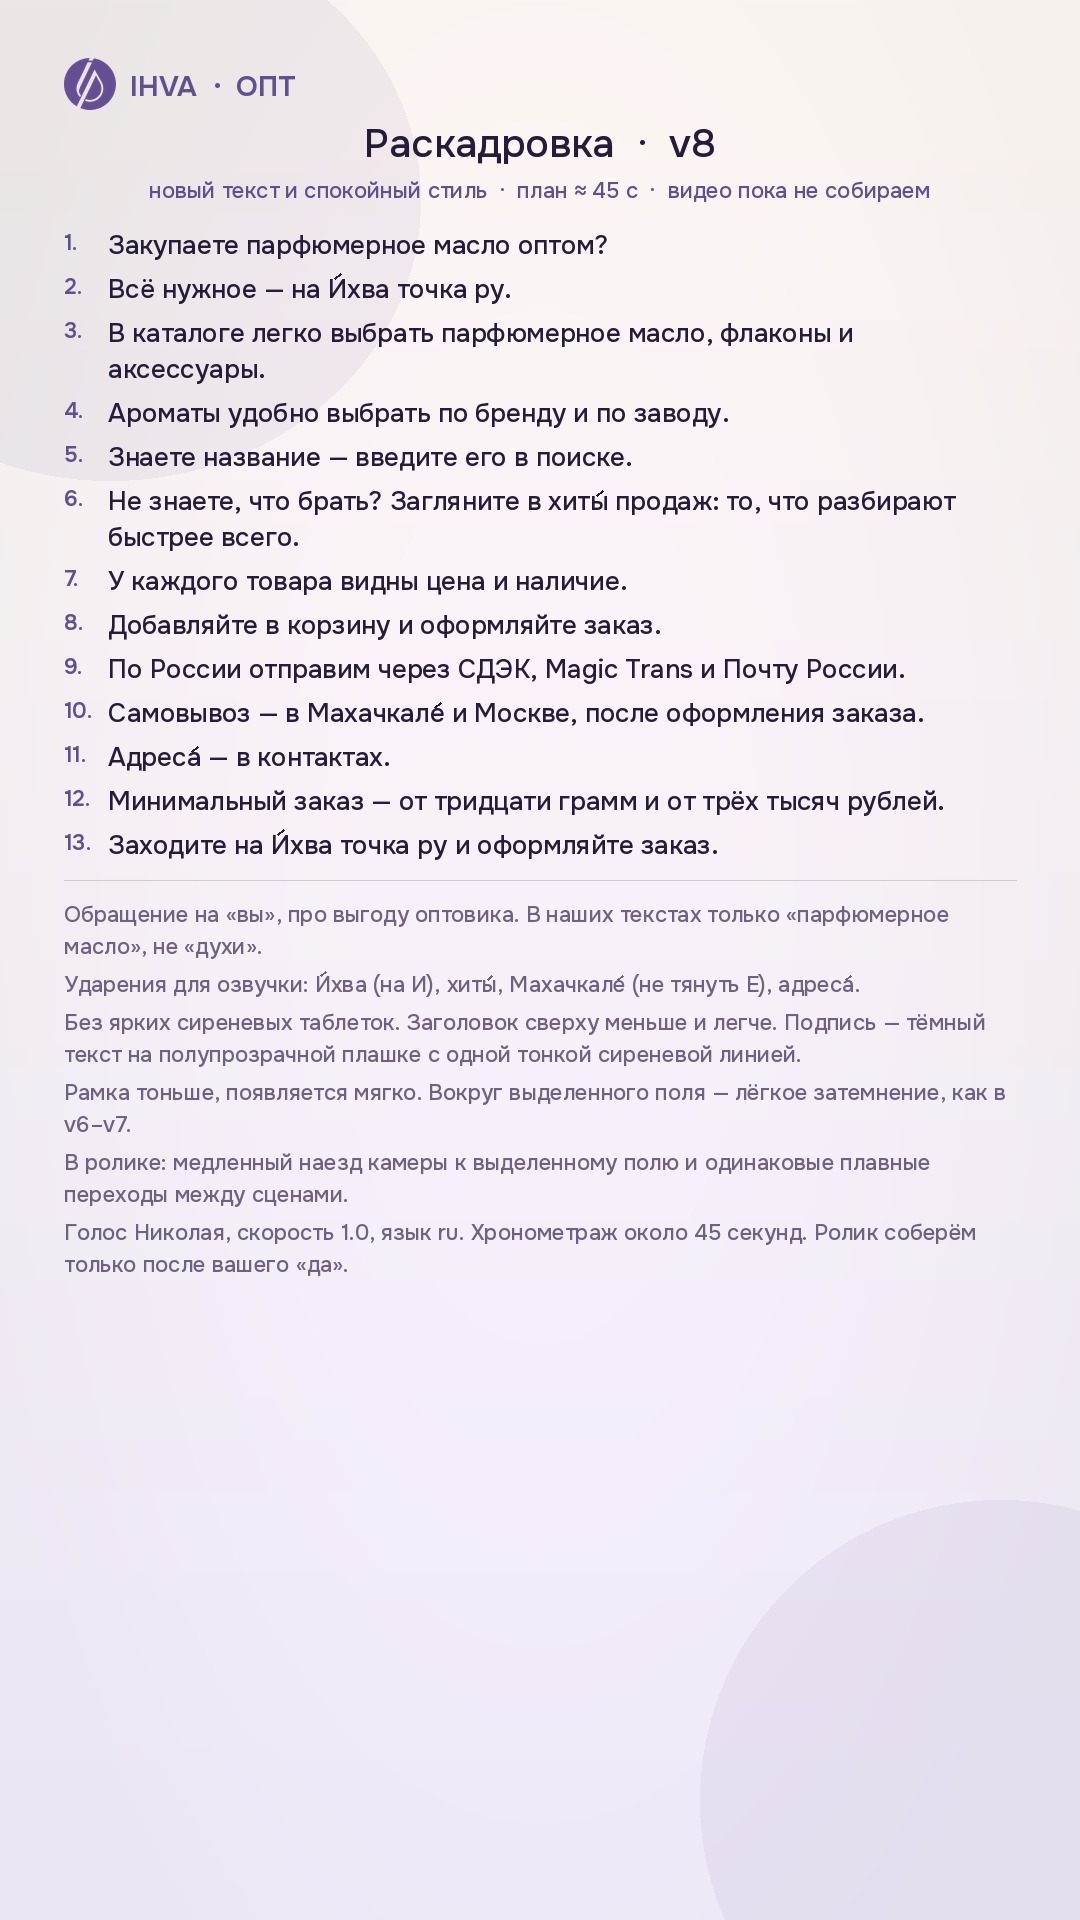 IHVA · ОПТ
Раскадровка · v8
новый текст и спокойный стиль · план ≈ 45 с · видео пока не собираем
1. Закупаете парфюмерное масло оптом?
2. Всё нужное — на И́хва точка ру.
3. В каталоге легко выбрать парфюмерное масло, флаконы и
аксессуары.
4. Ароматы удобно выбрать по бренду и по заводу.
5. Знаете название — введите его в поиске.
6. Не знаете, что брать? Загляните в хиты́ продаж: то, что разбирают
быстрее всего.
7. У каждого товара видны цена и наличие.
8. Добавляйте в корзину и оформляйте заказ.
9. По России отправим через СДЭК, Magic Trans и Почту России.
10. Самовывоз — в Махачкале́ и Москве, после оформления заказа.
11. Адреса́ — в контактах.
12. Минимальный заказ — от тридцати грамм и от трёх тысяч рублей.
13. Заходите на И́хва точка ру и оформляйте заказ.
Обращение на «вы», про выгоду оптовика. В наших текстах только «парфюмерное
масло», не «духи».
Ударения для озвучки: И́хва (на И), хиты́, Махачкале́ (не тянуть Е), адреса́.
Без ярких сиреневых таблеток. Заголовок сверху меньше и легче. Подпись — тёмный
текст на полупрозрачной плашке с одной тонкой сиреневой линией.
Рамка тоньше, появляется мягко. Вокруг выделенного поля — лёгкое затемнение, как в
v6–v7.
В ролике: медленный наезд камеры к выделенному полю и одинаковые плавные
переходы между сценами.
Голос Николая, скорость 1.0, язык ru. Хронометраж около 45 секунд. Ролик соберём
только после вашего «да».